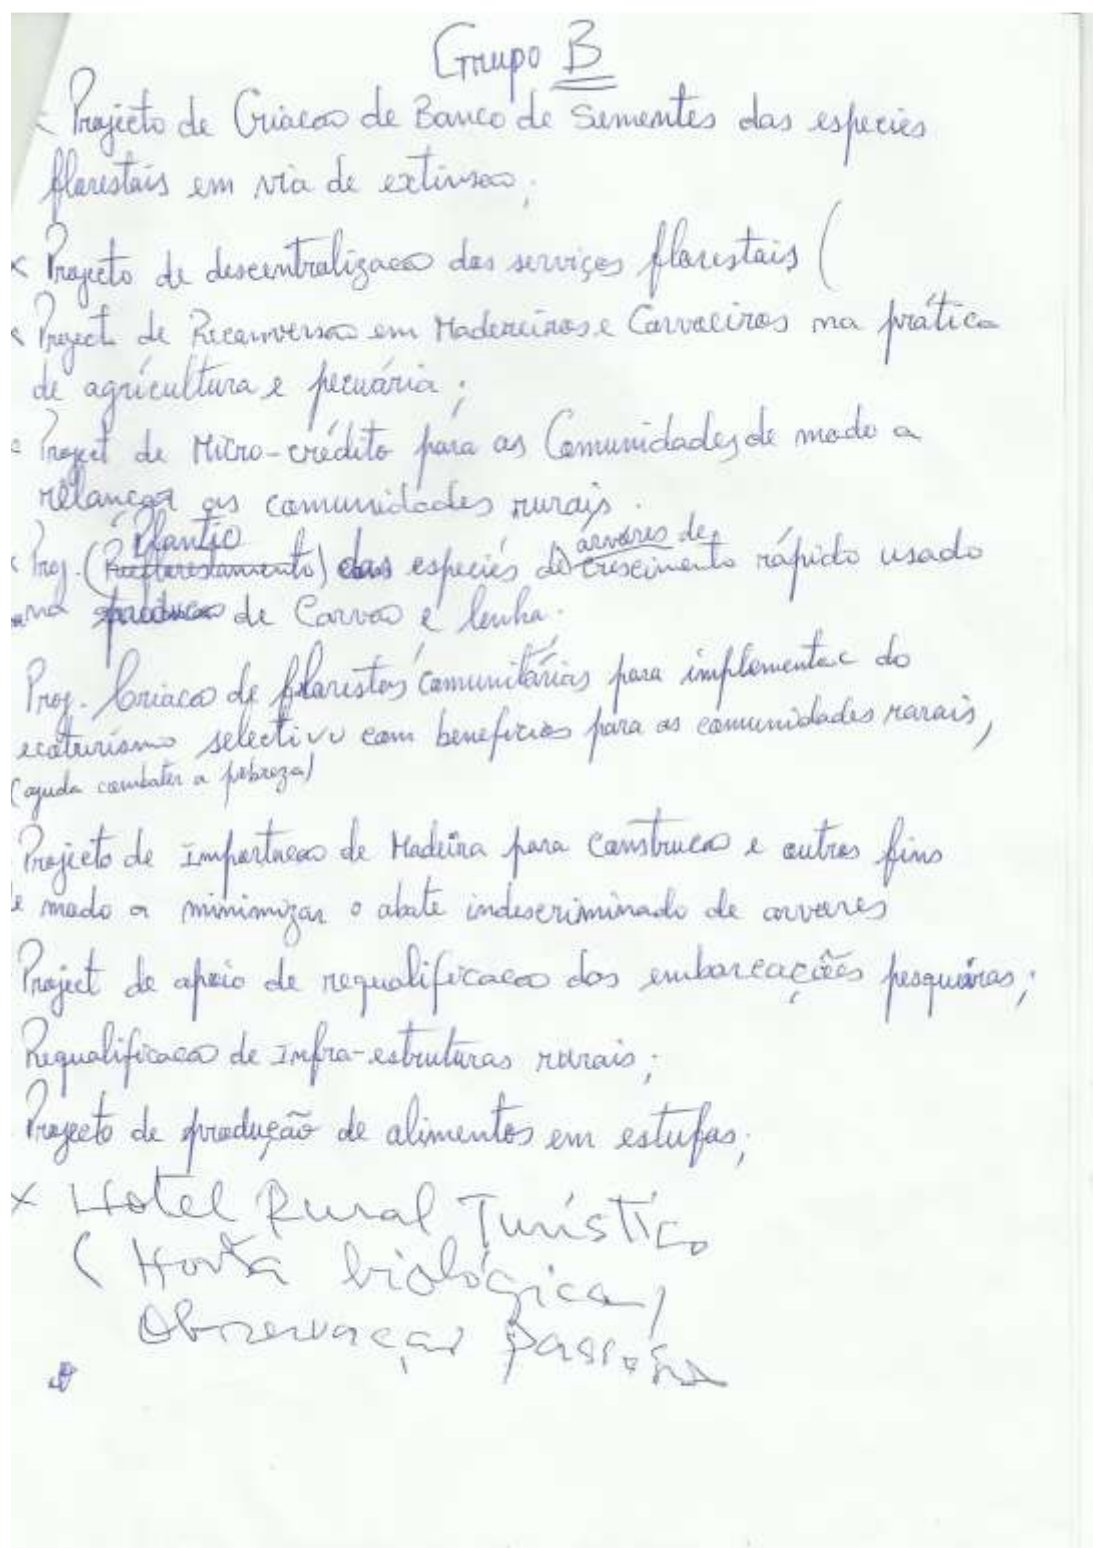 Grupo B
- Projecto de Criacao de Banco de Sementes das especies
florestais em via de extinsao;
x Projecto de descentralizacao dos serviços florestais (
x Project de Reconversao em Madereiros e Carvoeiros na prática
de agricultura e pecuária;
Project de Micro-crédito para as Comunidades de modo a
relançar as comunidades rurais.
Plantio árvores de
x Proj. (Reflorestamento) das especiés de crescimento rápido usado
na producao de Carvao e lenha.
Proj. Criacao de florestas comunitárias para implementac do
ecoturismo selectivo com beneficios para as comunidades rurais,
(ajuda combater a pobreza)
Projecto de Importacao de Madeira para construcao e outros fins
e modo a minimizar o abate indescriminado de arvores
Project de apoio de requalificacao das embarcações pesqueiras;
Requalificacao de Infra-estruturas rurais;
Projecto de produção de alimentos em estufas;
x Hotel Rural Turístico
(Horta biológica,
Observaçao